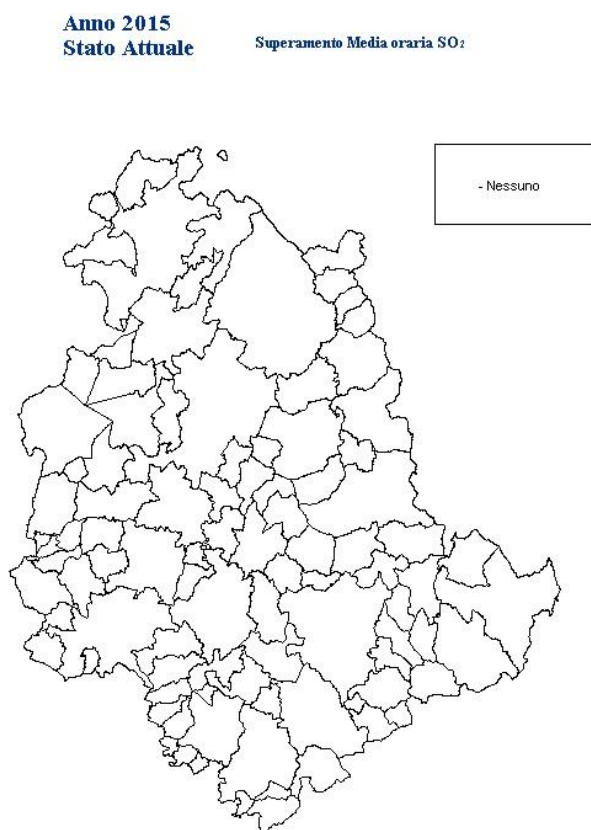 Anno 2015
Stato Attuale
Superamento Media oraria SO₂
- Nessuno